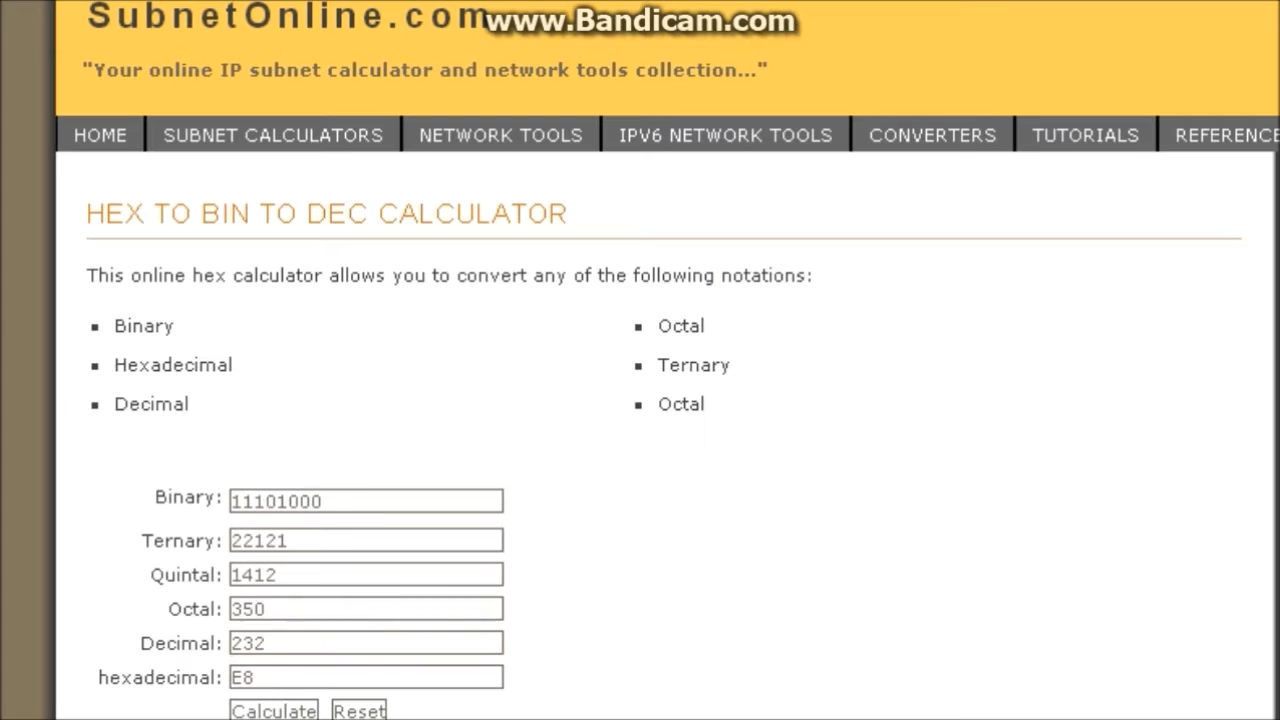 SubnetOnline.com
www.Bandicam.com
"Your online IP subnet calculator and network tools collection..."
HOME SUBNET CALCULATORS NETWORK TOOLS IPV6 NETWORK TOOLS CONVERTERS TUTORIALS REFERENCE
HEX TO BIN TO DEC CALCULATOR
This online hex calculator allows you to convert any of the following notations:
Binary
Hexadecimal
Decimal
Octal
Ternary
Octal
Binary: 11101000
Ternary: 22121
Quintal: 1412
Octal: 350
Decimal: 232
hexadecimal: E8
Calculate Reset